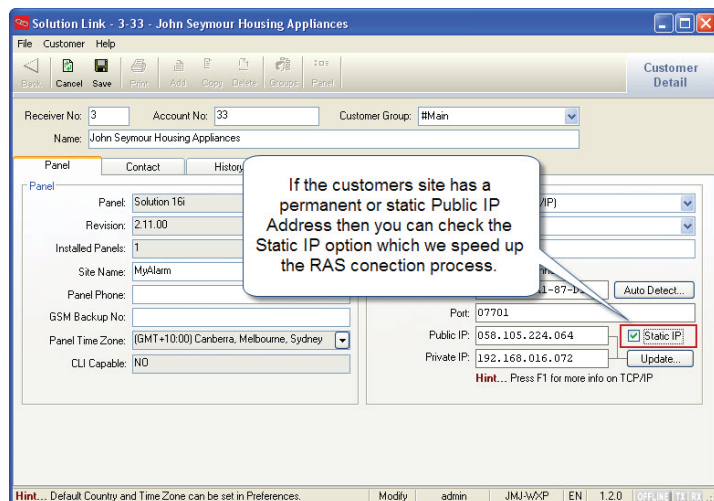 Solution Link - 3-33 - John Seymour Housing Appliances
File Customer Help
Back Cancel Save Print Add Copy Delete Groups Panel
Customer
Detail
Receiver No: 3 Account No: 33 Customer Group: #Main
Name: John Seymour Housing Appliances
Panel Contact History
If the customers site has a
permanent or static Public IP
Address then you can check the
Static IP option which we speed up
the RAS conection process.
Panel
Panel: Solution 16i
Revision: 2.11.00
Installed Panels: 1
Site Name: MyAlarm
Panel Phone:
GSM Backup No:
Panel Time Zone: (GMT+10:00) Canberra, Melbourne, Sydney
CLI Capable: NO
/IP)
Auto Detect...
Port: 07701
Public IP: 058.105.224.064 Static IP
Private IP: 192.168.016.072 Update...
Hint... Press F1 for more info on TCP/IP
Hint... Default Country and Time Zone can be set in Preferences. Modify admin JMJ-WXP EN 1.2.0 OFFLINE TX RX